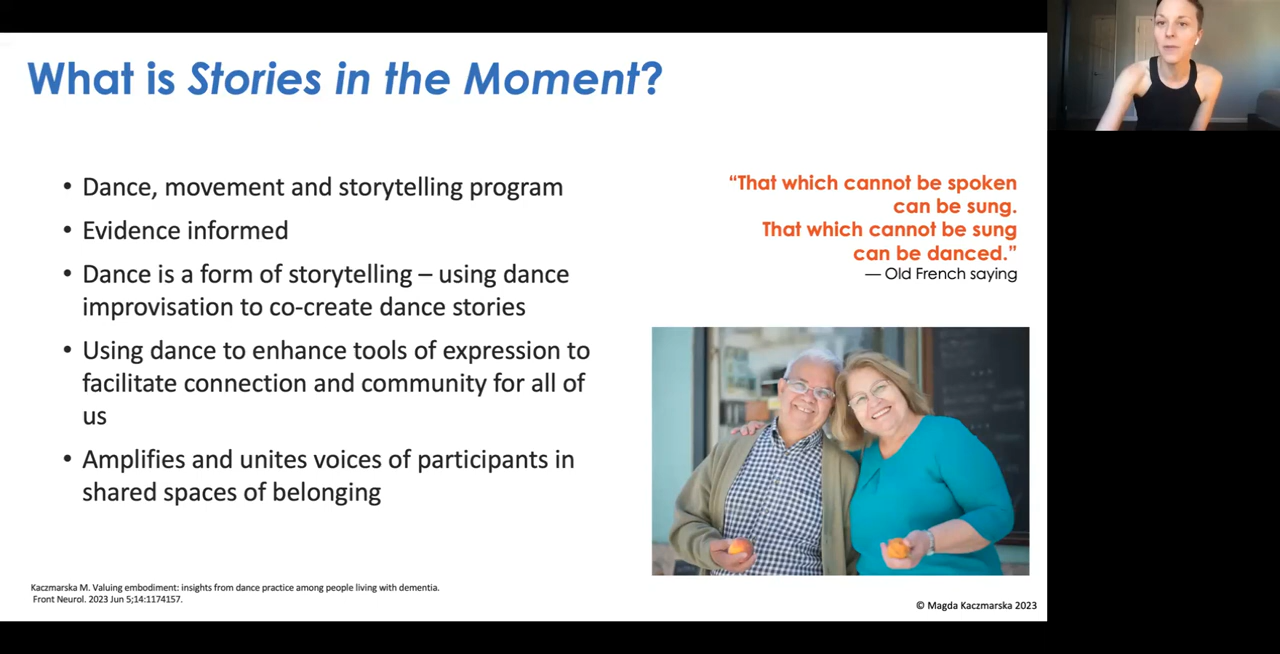 What is Stories in the Moment?
• Dance, movement and storytelling program
• Evidence informed
• Dance is a form of storytelling – using dance
improvisation to co-create dance stories
• Using dance to enhance tools of expression to
facilitate connection and community for all of
us
• Amplifies and unites voices of participants in
shared spaces of belonging
“That which cannot be spoken
can be sung.
That which cannot be sung
can be danced.”
— Old French saying
Kaczmarska M. Valuing embodiment: insights from dance practice among people living with dementia.
Front Neurol. 2023 Jun 5;14:1174157.
© Magda Kaczmarska 2023